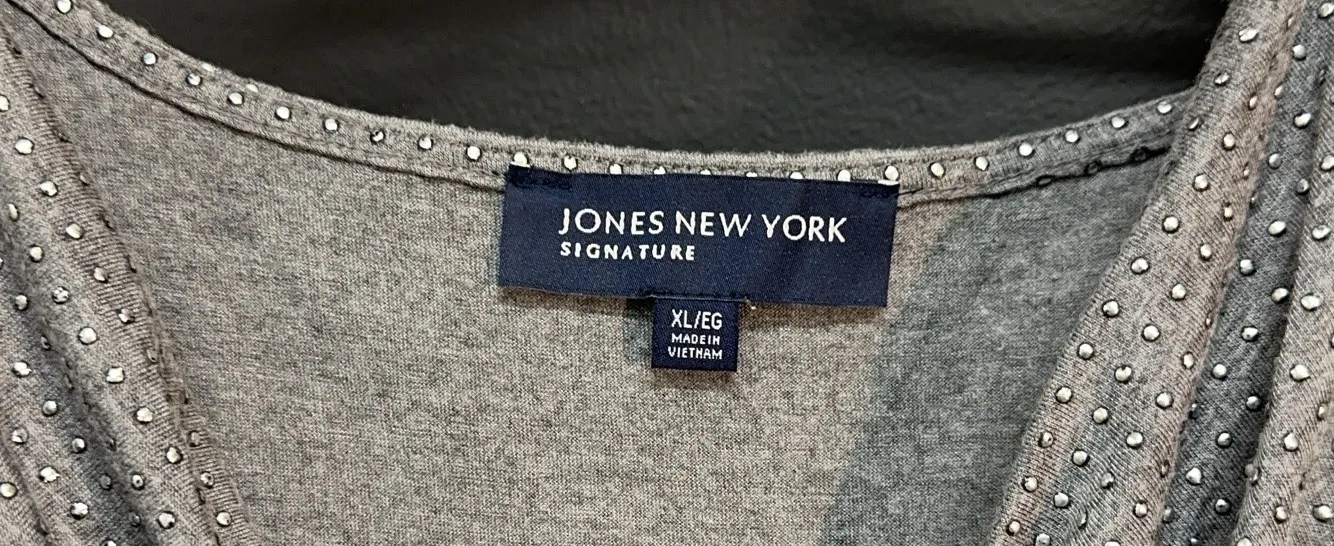 JONES NEW YORK
SIGNATURE
XL/EG
MADE IN
VIETNAM